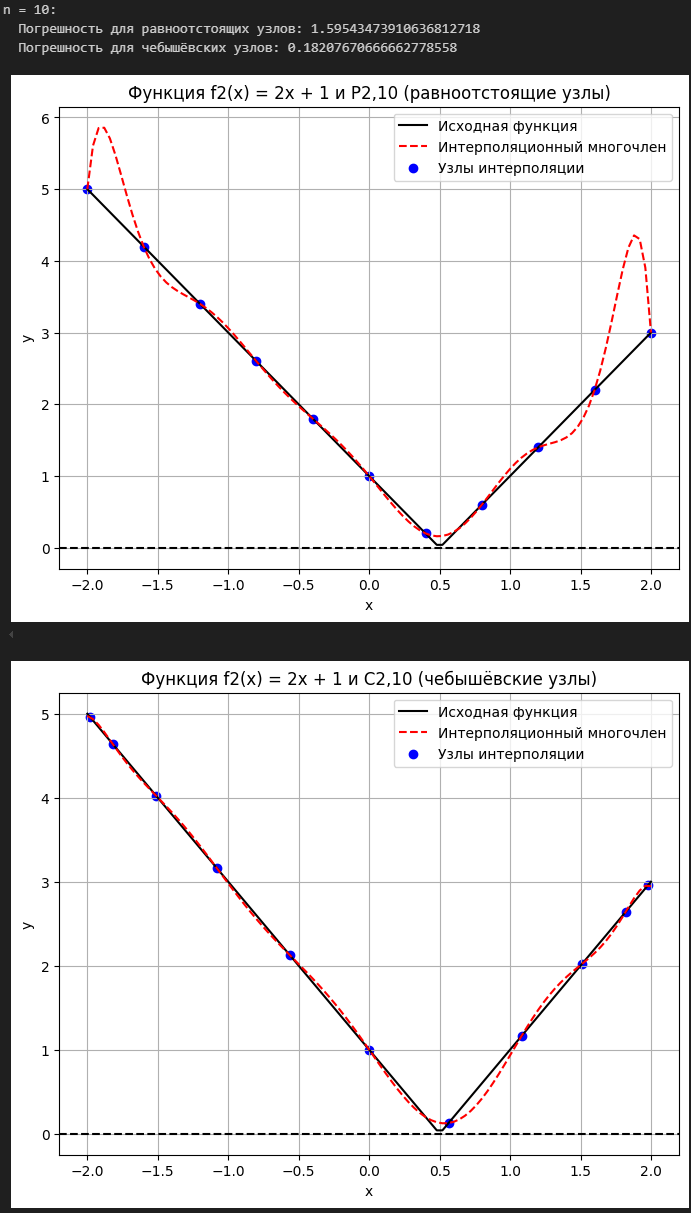 n = 10:
Погрешность для равноотстоящих узлов: 1.59543473910636812718
Погрешность для чебышёвских узлов: 0.18207670666662778558
Функция f2(x) = 2x + 1 и P2,10 (равноотстоящие узлы)
Исходная функция
Интерполяционный многочлен
Узлы интерполяции
6
5
4
3
2
1
0
y
−2.0 −1.5 −1.0 −0.5 0.0 0.5 1.0 1.5 2.0
x
Функция f2(x) = 2x + 1 и C2,10 (чебышёвские узлы)
Исходная функция
Интерполяционный многочлен
Узлы интерполяции
5
4
3
2
1
0
y
−2.0 −1.5 −1.0 −0.5 0.0 0.5 1.0 1.5 2.0
x